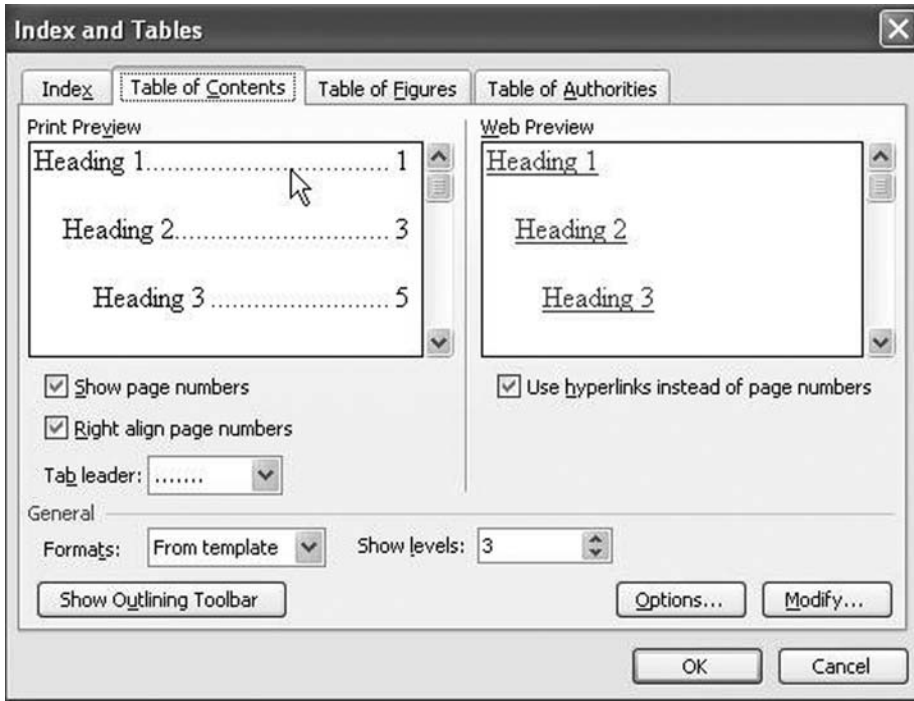 Index and Tables
Index Table of Contents Table of Figures Table of Authorities
Print Preview
Heading 1.............................. 1
Heading 2.......................... 3
Heading 3 ...................... 5
Show page numbers
Right align page numbers
Tab leader: .......
Web Preview
Heading 1
Heading 2
Heading 3
Use hyperlinks instead of page numbers
General
Formats: From template Show levels: 3
Show Outlining Toolbar Options... Modify...
OK Cancel